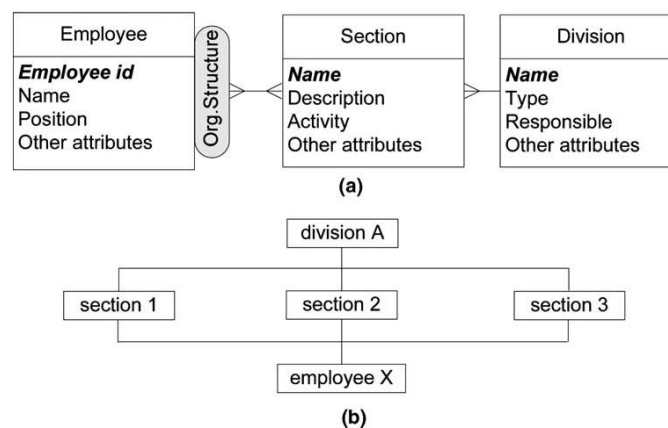 Employee
Employee id
Name
Position
Other attributes
Org.Structure
Section
Name
Description
Activity
Other attributes
Division
Name
Type
Responsible
Other attributes
(a)
division A
section 1
section 2
section 3
employee X
(b)